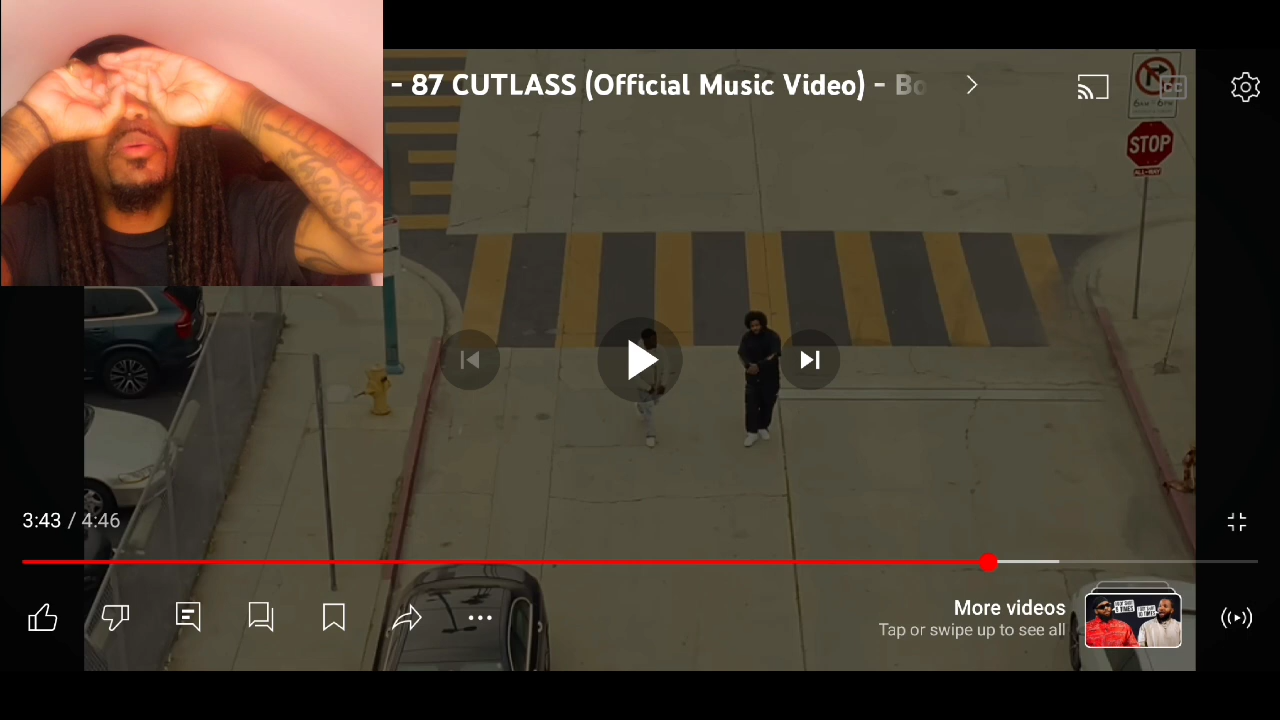 - 87 CUTLASS (Official Music Video) - Bo
CC
STOP
ALL-WAY
3:43 / 4:46
More videos
Tap or swipe up to see all